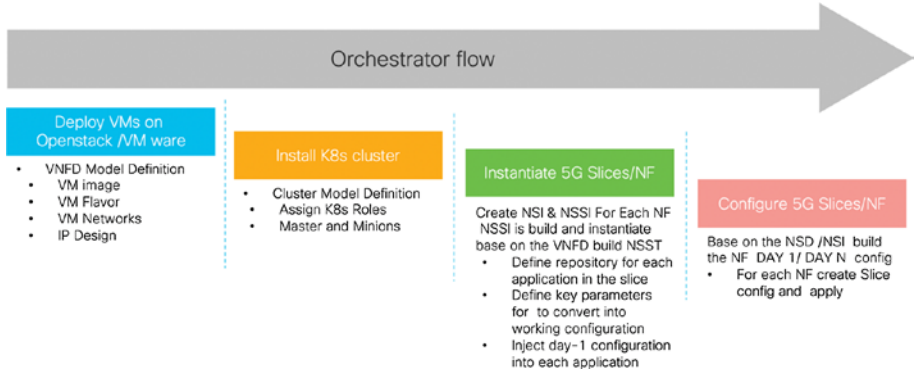 Orchestrator flow
Deploy VMs on
Openstack /VM ware
• VNFD Model Definition
• VM image
• VM Flavor
• VM Networks
• IP Design
Install K8s cluster
• Cluster Model Definition
• Assign K8s Roles
• Master and Minions
Instantiate 5G Slices/NF
Create NSI & NSSI For Each NF
NSSI is build and instantiate
base on the VNFD build NSST
• Define repository for each
application in the slice
• Define key parameters
for to convert into
working configuration
• Inject day-1 configuration
into each application
Configure 5G Slices/NF
Base on the NSD /NSI build
the NF DAY 1/ DAY N config
• For each NF create Slice
config and apply